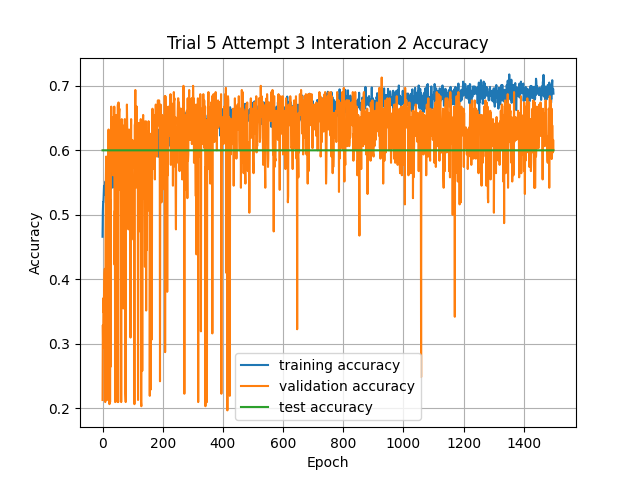 Trial 5 Attempt 3 Interation 2 Accuracy
0.7
0.6
0.5
0.4
0.3
0.2
Accuracy
training accuracy
validation accuracy
test accuracy
0 200 400 600 800 1000 1200 1400
Epoch